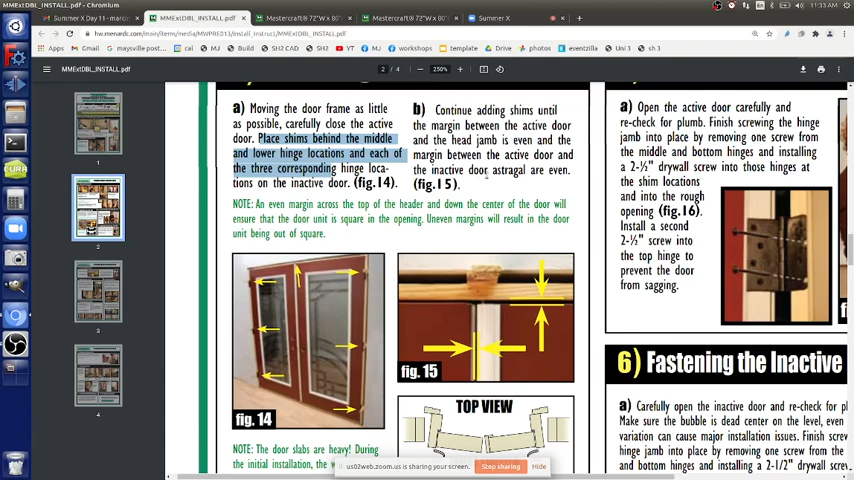 MMExtDBL_INSTALL.pdf - Chromium
11:33 AM
Summer X Day 11 - marcin
MMExtDBL_INSTALL.pdf
Mastercraft® 72"W x 80"
Mastercraft® 72"W x 80"
Summer X
hw.menardc.com/main/items/media/MWPRE013/Install_Instruct/MMExtDBL_INSTALL.pdf
Imported
G
maysville post
Build
SH2 CAD
SH2
Job
MJ
workshops
template
Zoom
eventzilla
Uni 3
sh 3
MMExtDBL_INSTALL.pdf
2 / 4
250%
1
2
3
4
a) Moving the door frame as little
as possible, carefully close the active
door. Place shims behind the middle
and lower hinge locations and each of
the three corresponding hinge loca-
tions on the inactive door. (fig.14).
b) Continue adding shims until
the margin between the active door
and the head jamb is even and the
margin between the active door and
the inactive door astragal are even.
(fig.15).
NOTE: An even margin across the top of the header and down the center of the door will
ensure that the door unit is square in the opening. Uneven margins will result in the door
unit being out of square.
fig. 14
fig. 15
TOP VIEW
NOTE: The door slabs are heavy! During
the initial installation, the w
a) Open the active door carefully and
re-check for plumb. Finish screwing the hinge
jamb into place by removing one screw from
the middle and bottom hinges and installing
a 2-½" drywall screw into those hinges at
the shim locations
and into the rough
opening (fig.16).
Install a second
2-½" screw into
the top hinge to
prevent the door
from sagging.
6) Fastening the Inactive
a) Carefully open the inactive door and re-check for pl
Make sure the bubble is dead center on the level, even
variation can cause major installation issues. Finish screw
hinge jamb into place by removing one screw from the
and bottom hinges and installing a 2-1/2" drywall scre
us02web.zoom.us is sharing your screen.
Stop sharing
Hide